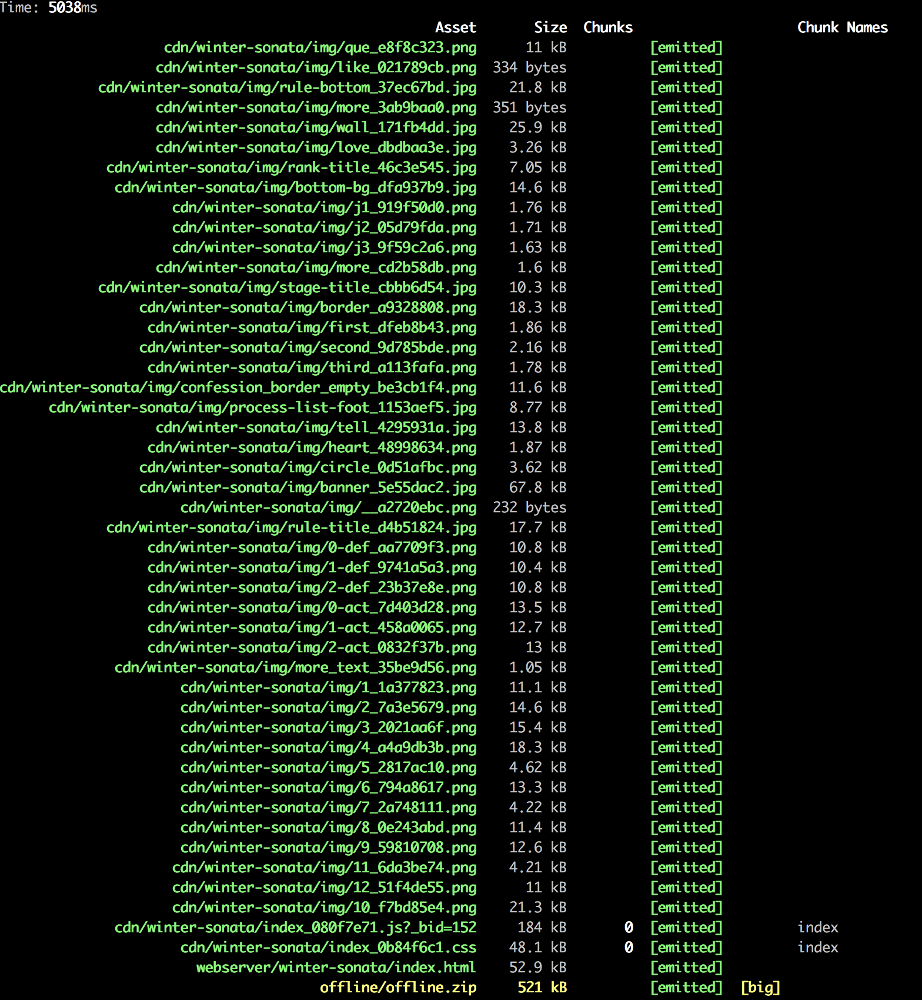 Time: 5038ms
Asset Size Chunks Chunk Names
cdn/winter-sonata/img/que_e8f8c323.png 11 kB [emitted]
cdn/winter-sonata/img/like_021789cb.png 334 bytes [emitted]
cdn/winter-sonata/img/rule-bottom_37ec67bd.jpg 21.8 kB [emitted]
cdn/winter-sonata/img/more_3ab9baa0.png 351 bytes [emitted]
cdn/winter-sonata/img/wall_171fb4dd.jpg 25.9 kB [emitted]
cdn/winter-sonata/img/love_dbdbaa3e.jpg 3.26 kB [emitted]
cdn/winter-sonata/img/rank-title_46c3e545.jpg 7.05 kB [emitted]
cdn/winter-sonata/img/bottom-bg_dfa937b9.jpg 14.6 kB [emitted]
cdn/winter-sonata/img/j1_919f50d0.png 1.76 kB [emitted]
cdn/winter-sonata/img/j2_05d79fda.png 1.71 kB [emitted]
cdn/winter-sonata/img/j3_9f59c2a6.png 1.63 kB [emitted]
cdn/winter-sonata/img/more_cd2b58db.png 1.6 kB [emitted]
cdn/winter-sonata/img/stage-title_cbbb6d54.jpg 10.3 kB [emitted]
cdn/winter-sonata/img/border_a9328808.png 18.3 kB [emitted]
cdn/winter-sonata/img/first_dfeb8b43.png 1.86 kB [emitted]
cdn/winter-sonata/img/second_9d785bde.png 2.16 kB [emitted]
cdn/winter-sonata/img/third_a113fafa.png 1.78 kB [emitted]
cdn/winter-sonata/img/confession_border_empty_be3cb1f4.png 11.6 kB [emitted]
cdn/winter-sonata/img/process-list-foot_1153aef5.jpg 8.77 kB [emitted]
cdn/winter-sonata/img/tell_4295931a.jpg 13.8 kB [emitted]
cdn/winter-sonata/img/heart_48998634.png 1.87 kB [emitted]
cdn/winter-sonata/img/circle_0d51afbc.png 3.62 kB [emitted]
cdn/winter-sonata/img/banner_5e55dac2.jpg 67.8 kB [emitted]
cdn/winter-sonata/img/__a2720ebc.png 232 bytes [emitted]
cdn/winter-sonata/img/rule-title_d4b51824.jpg 17.7 kB [emitted]
cdn/winter-sonata/img/0-def_aa7709f3.png 10.8 kB [emitted]
cdn/winter-sonata/img/1-def_9741a5a3.png 10.4 kB [emitted]
cdn/winter-sonata/img/2-def_23b37e8e.png 10.8 kB [emitted]
cdn/winter-sonata/img/0-act_7d403d28.png 13.5 kB [emitted]
cdn/winter-sonata/img/1-act_458a0065.png 12.7 kB [emitted]
cdn/winter-sonata/img/2-act_0832f37b.png 13 kB [emitted]
cdn/winter-sonata/img/more_text_35be9d56.png 1.05 kB [emitted]
cdn/winter-sonata/img/1_1a377823.png 11.1 kB [emitted]
cdn/winter-sonata/img/2_7a3e5679.png 14.6 kB [emitted]
cdn/winter-sonata/img/3_2021aa6f.png 15.4 kB [emitted]
cdn/winter-sonata/img/4_a4a9db3b.png 18.3 kB [emitted]
cdn/winter-sonata/img/5_2817ac10.png 4.62 kB [emitted]
cdn/winter-sonata/img/6_794a8617.png 13.3 kB [emitted]
cdn/winter-sonata/img/7_2a748111.png 4.22 kB [emitted]
cdn/winter-sonata/img/8_0e243abd.png 11.4 kB [emitted]
cdn/winter-sonata/img/9_59810708.png 12.6 kB [emitted]
cdn/winter-sonata/img/11_6da3be74.png 4.21 kB [emitted]
cdn/winter-sonata/img/12_51f4de55.png 11 kB [emitted]
cdn/winter-sonata/img/10_f7bd85e4.png 21.3 kB [emitted]
cdn/winter-sonata/index_080f7e71.js?_bid=152 184 kB 0 [emitted] index
cdn/winter-sonata/index_0b84f6c1.css 48.1 kB 0 [emitted] index
webserver/winter-sonata/index.html 52.9 kB [emitted]
offline/offline.zip 521 kB [emitted] [big]